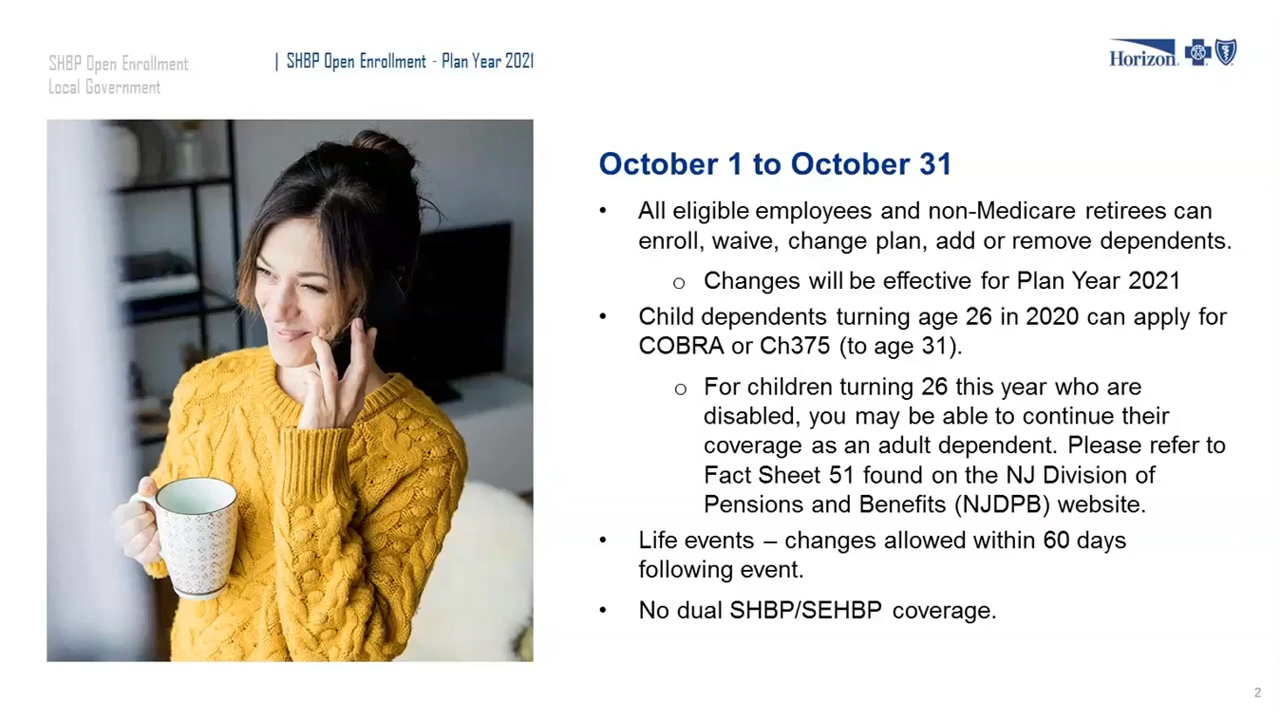 SHBP Open Enrollment
Local Government
| SHBP Open Enrollment - Plan Year 2021
Horizon
October 1 to October 31
• All eligible employees and non-Medicare retirees can
enroll, waive, change plan, add or remove dependents.
o Changes will be effective for Plan Year 2021
• Child dependents turning age 26 in 2020 can apply for
COBRA or Ch375 (to age 31).
o For children turning 26 this year who are
disabled, you may be able to continue their
coverage as an adult dependent. Please refer to
Fact Sheet 51 found on the NJ Division of
Pensions and Benefits (NJDPB) website.
• Life events – changes allowed within 60 days
following event.
• No dual SHBP/SEHBP coverage.
2